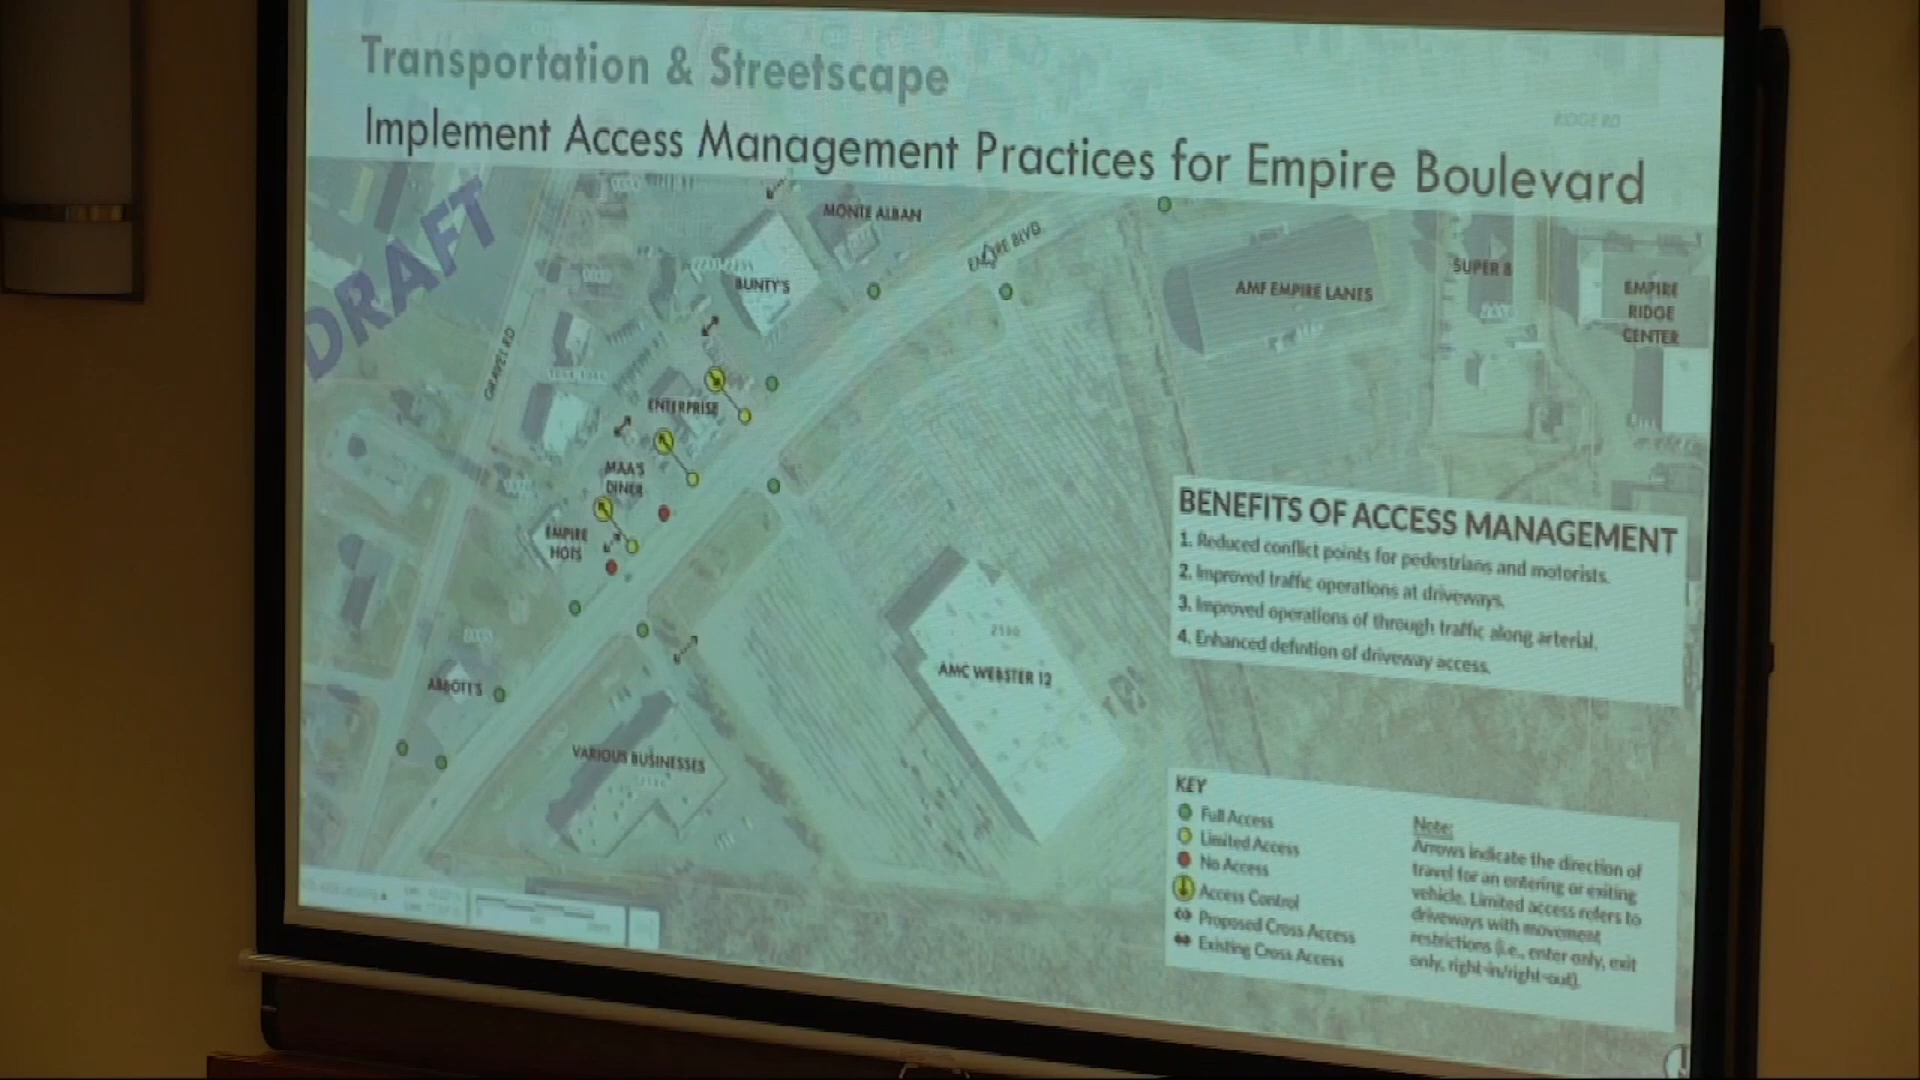 Transportation & Streetscape
Implement Access Management Practices for Empire Boulevard
RIDGE RD
DRAFT
MONTE ALBAN
EMPIRE BLVD
BUNTY'S
AMF EMPIRE LANES
SUPER 8
EMPIRE
RIDGE
CENTER
GRAVEL RD
ENTERPRISE
MAA'S
DINER
EMPIRE
HOTS
BENEFITS OF ACCESS MANAGEMENT
1. Reduced conflict points for pedestrians and motorists.
2. Improved traffic operations at driveways.
3. Improved operations of through traffic along arterial.
4. Enhanced defintion of driveway access.
AMC WEBSTER 12
ABBOTT'S
VARIOUS BUSINESSES
KEY
Full Access
Limited Access
No Access
Access Control
Proposed Cross Access
Existing Cross Access
Note:
Arrows indicate the direction of
travel for an entering or exiting
vehicle. Limited access refers to
driveways with movement
restrictions (i.e., enter only, exit
only, right-in/right-out).